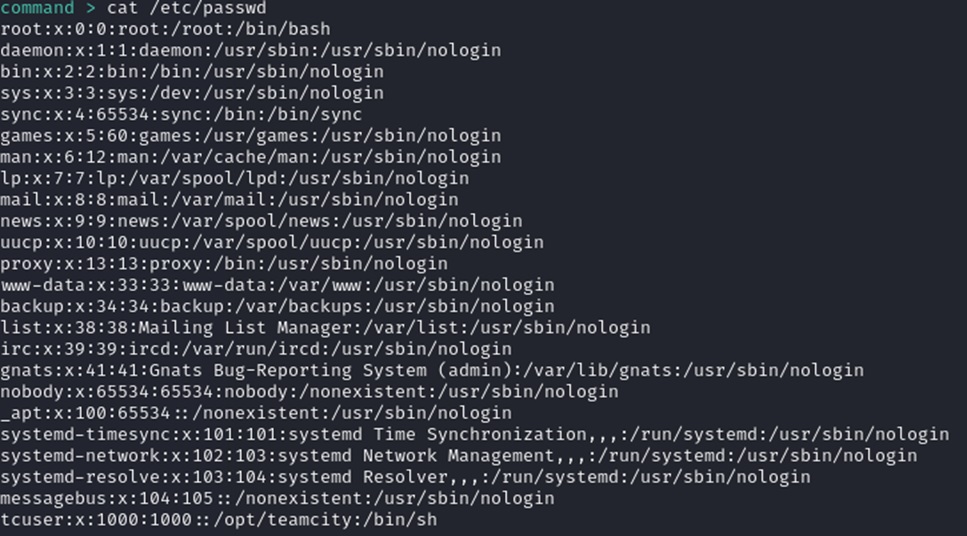 command > cat /etc/passwd
root:x:0:0:root:/root:/bin/bash
daemon:x:1:1:daemon:/usr/sbin:/usr/sbin/nologin
bin:x:2:2:bin:/bin:/usr/sbin/nologin
sys:x:3:3:sys:/dev:/usr/sbin/nologin
sync:x:4:65534:sync:/bin:/bin/sync
games:x:5:60:games:/usr/games:/usr/sbin/nologin
man:x:6:12:man:/var/cache/man:/usr/sbin/nologin
lp:x:7:7:lp:/var/spool/lpd:/usr/sbin/nologin
mail:x:8:8:mail:/var/mail:/usr/sbin/nologin
news:x:9:9:news:/var/spool/news:/usr/sbin/nologin
uucp:x:10:10:uucp:/var/spool/uucp:/usr/sbin/nologin
proxy:x:13:13:proxy:/bin:/usr/sbin/nologin
www-data:x:33:33:www-data:/var/www:/usr/sbin/nologin
backup:x:34:34:backup:/var/backups:/usr/sbin/nologin
list:x:38:38:Mailing List Manager:/var/list:/usr/sbin/nologin
irc:x:39:39:ircd:/var/run/ircd:/usr/sbin/nologin
gnats:x:41:41:Gnats Bug-Reporting System (admin):/var/lib/gnats:/usr/sbin/nologin
nobody:x:65534:65534:nobody:/nonexistent:/usr/sbin/nologin
_apt:x:100:65534::/nonexistent:/usr/sbin/nologin
systemd-timesync:x:101:101:systemd Time Synchronization,,,:/run/systemd:/usr/sbin/nologin
systemd-network:x:102:103:systemd Network Management,,,:/run/systemd:/usr/sbin/nologin
systemd-resolve:x:103:104:systemd Resolver,,,:/run/systemd:/usr/sbin/nologin
messagebus:x:104:105::/nonexistent:/usr/sbin/nologin
tcuser:x:1000:1000::/opt/teamcity:/bin/sh